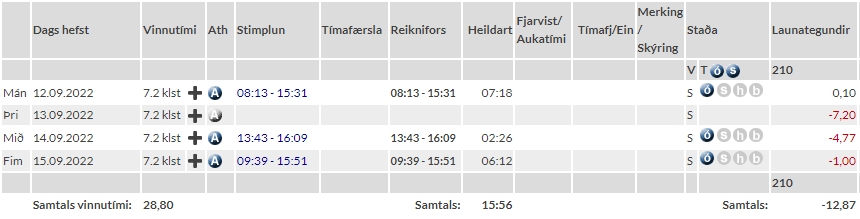 Dags hefst Vinnutími Ath Stimplun Tímafærsla Reiknifors Heildart Fjarvist/ Aukatími Tímafj/Ein Merking / Skýring Staða Launategundir
V T ó s 210
Mán 12.09.2022 7.2 klst A 08:13 - 15:31 08:13 - 15:31 07:18 S ó s h b 0,10
Þri 13.09.2022 7.2 klst A S -7,20
Mið 14.09.2022 7.2 klst A 13:43 - 16:09 13:43 - 16:09 02:26 S ó s h b -4,77
Fim 15.09.2022 7.2 klst A 09:39 - 15:51 09:39 - 15:51 06:12 S ó s h b -1,00
210
Samtals vinnutími: 28,80 Samtals: 15:56 Samtals: -12,87